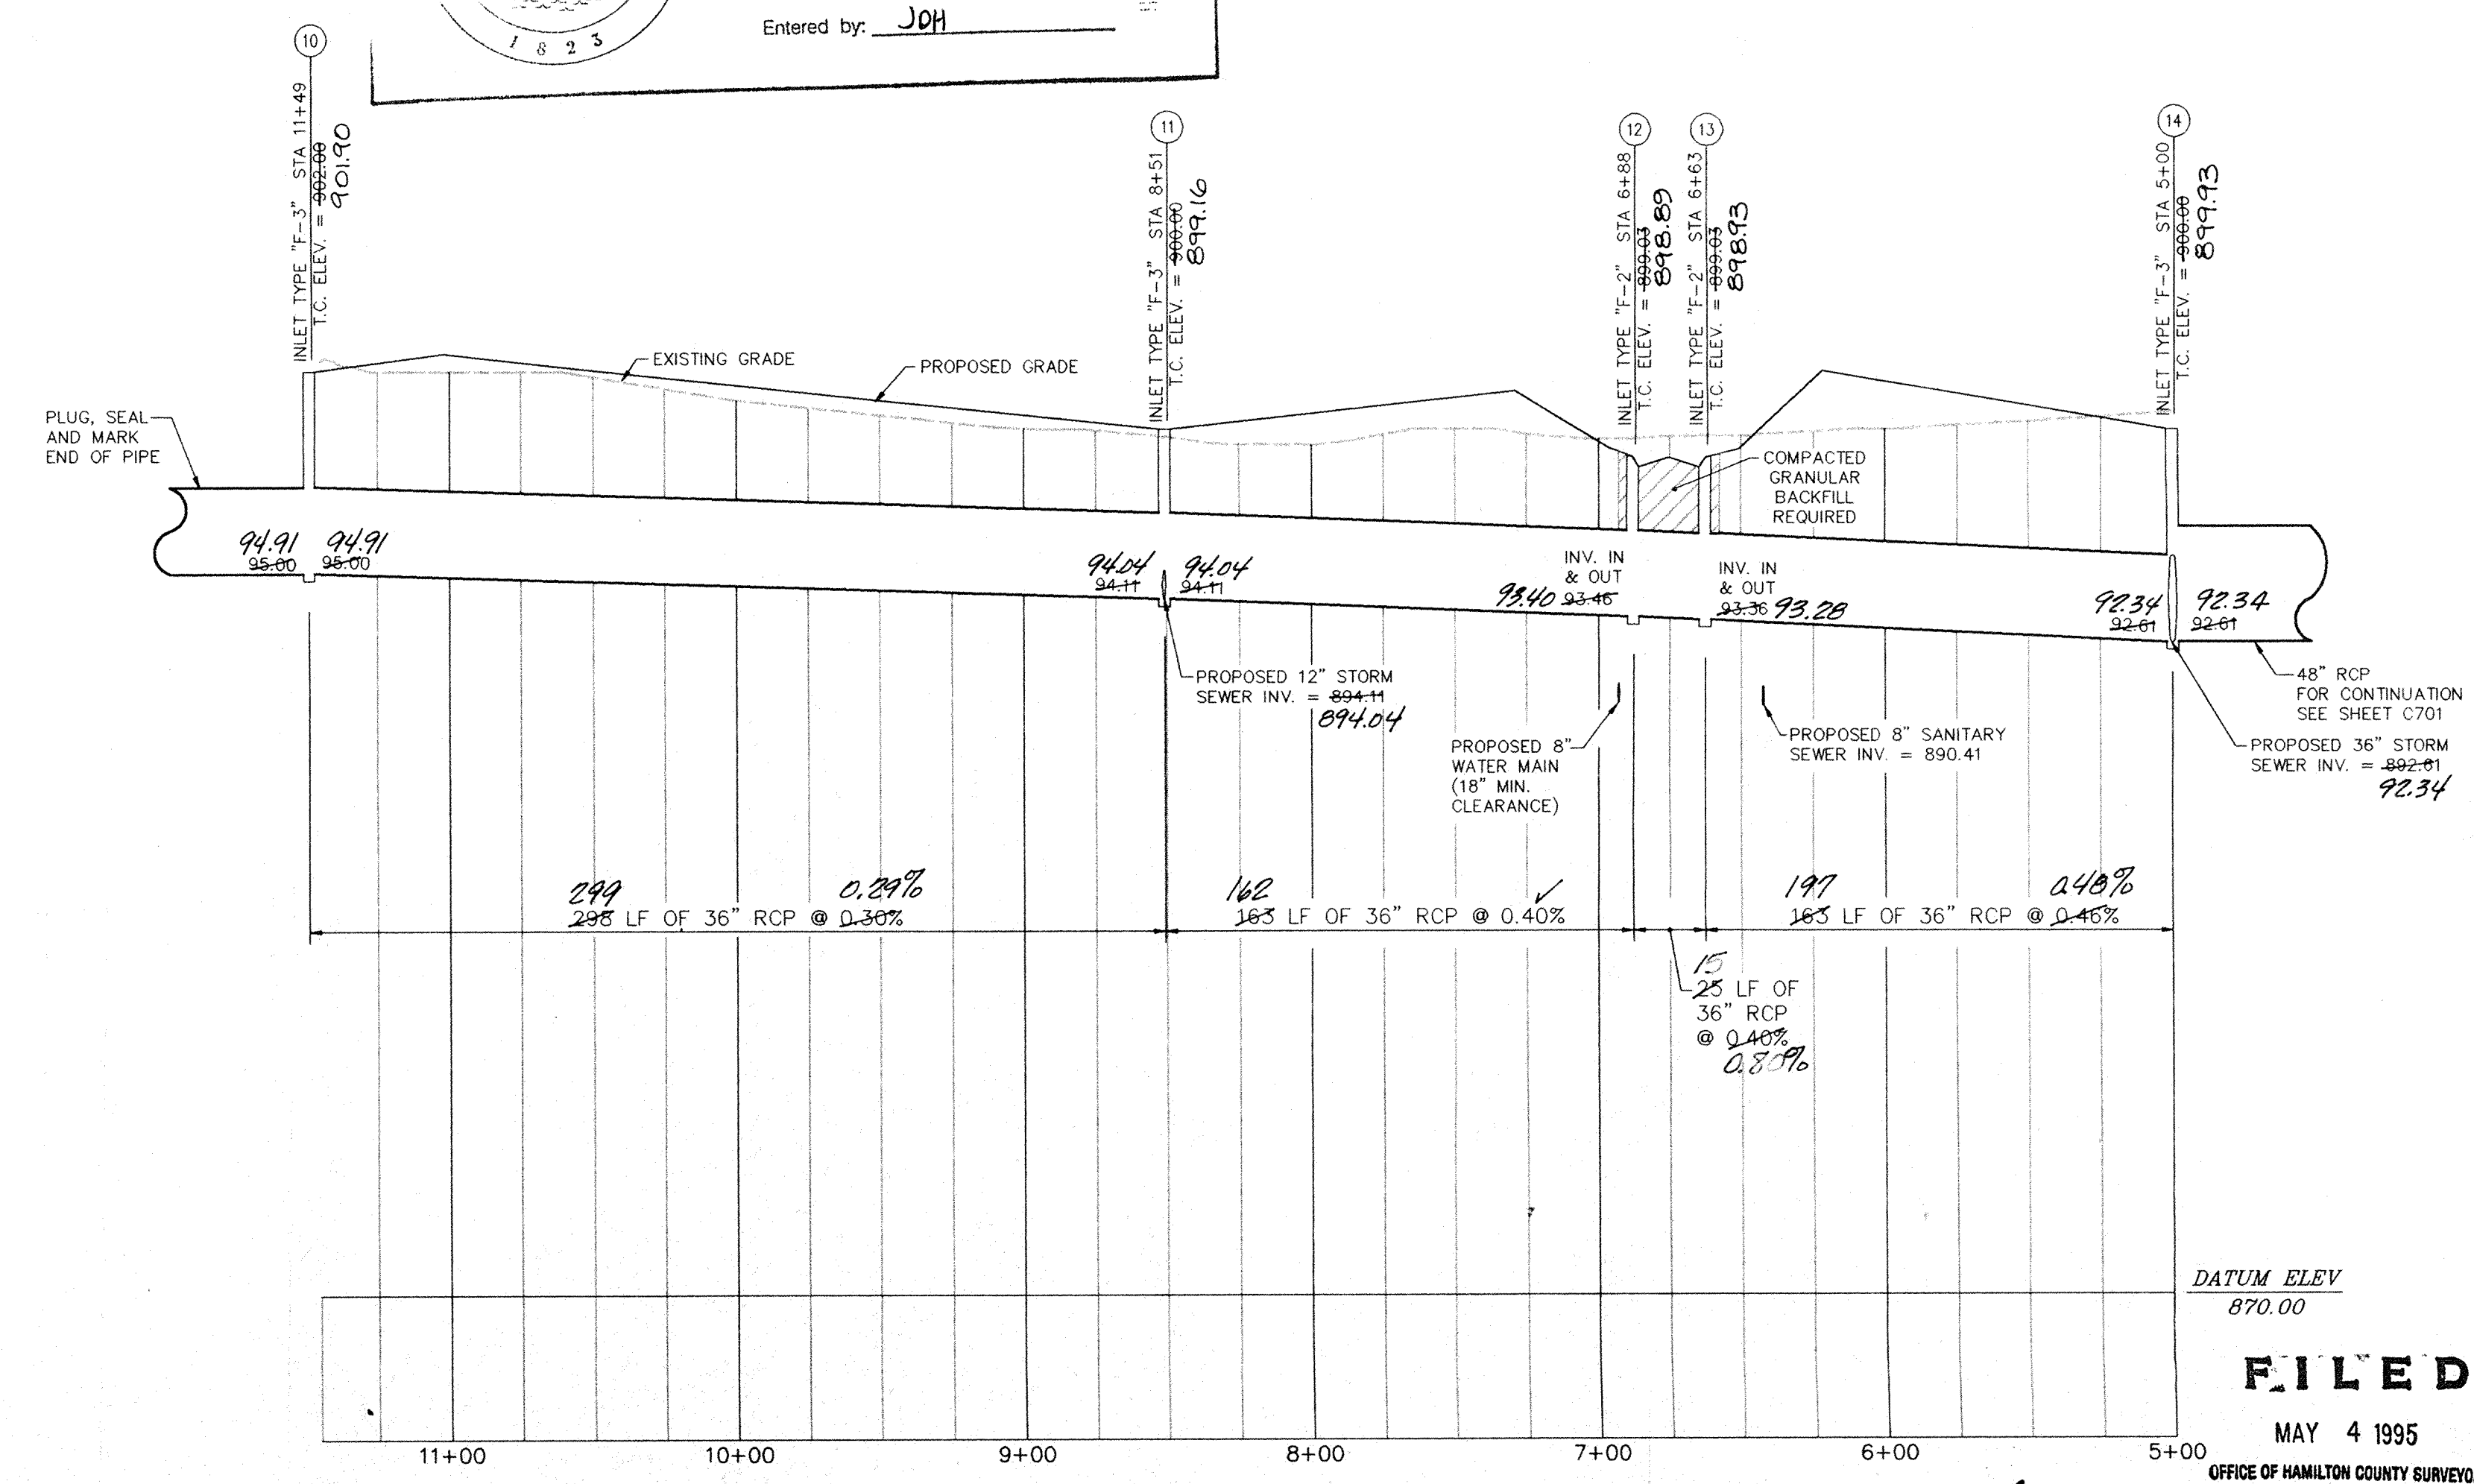 1 8 2 3
Entered by: JDH
10
INLET TYPE "F-3" STA 11+49
T.C. ELEV. = 902.00
901.90
11
INLET TYPE "F-3" STA 8+51
T.C. ELEV. = 900.00
899.16
12
INLET TYPE "F-2" STA 6+88
T.C. ELEV. = 899.03
898.89
13
INLET TYPE "F-2" STA 6+63
T.C. ELEV. = 899.03
898.93
14
INLET TYPE "F-3" STA 5+00
T.C. ELEV. = 900.00
899.93
EXISTING GRADE
PROPOSED GRADE
PLUG, SEAL
AND MARK
END OF PIPE
COMPACTED
GRANULAR
BACKFILL
REQUIRED
94.91 94.91
95.00 95.00
94.04 94.04
94.11 94.11
INV. IN
& OUT
93.40 93.46
INV. IN
& OUT
93.36 93.28
92.34 92.34
92.61 92.61
PROPOSED 12" STORM
SEWER INV. = 894.11
894.04
PROPOSED 8"
WATER MAIN
(18" MIN.
CLEARANCE)
PROPOSED 8" SANITARY
SEWER INV. = 890.41
48" RCP
FOR CONTINUATION
SEE SHEET C701
PROPOSED 36" STORM
SEWER INV. = 892.61
92.34
299 0.29%
298 LF OF 36" RCP @ 0.30%
162 ✓
163 LF OF 36" RCP @ 0.40%
197 0.48%
163 LF OF 36" RCP @ 0.46%
15
25 LF OF
36" RCP
@ 0.40%
0.80%
DATUM ELEV
870.00
FILED
MAY 4 1995
OFFICE OF HAMILTON COUNTY SURVEYO
11+00 10+00 9+00 8+00 7+00 6+00 5+00